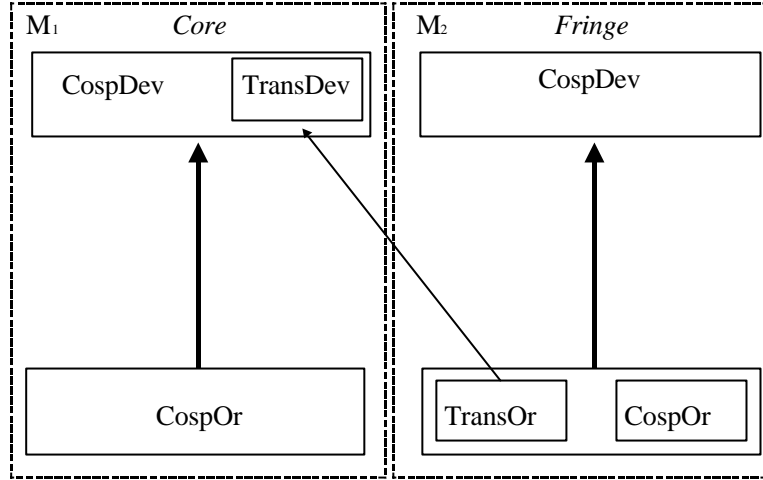 M₁ Core
CospDev TransDev
CospOr
M₂ Fringe
CospDev
TransOr CospOr